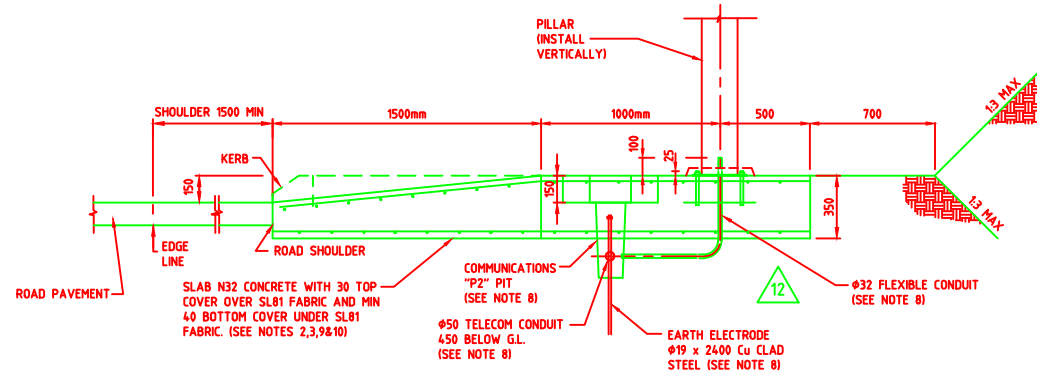 PILLAR
(INSTALL
VERTICALLY)
SHOULDER 1500 MIN
1500mm
1000mm
500
700
1:3 MAX
KERB
100
25
150
150
350
1:3 MAX
EDGE
LINE
ROAD SHOULDER
ROAD PAVEMENT
SLAB N32 CONCRETE WITH 30 TOP
COVER OVER SL81 FABRIC AND MIN
40 BOTTOM COVER UNDER SL81
FABRIC. (SEE NOTES 2,3,9&10)
COMMUNICATIONS
"P2" PIT
(SEE NOTE 8)
Ø50 TELECOM CONDUIT
450 BELOW G.L.
(SEE NOTE 8)
EARTH ELECTRODE
Ø19 x 2400 Cu CLAD
STEEL (SEE NOTE 8)
12
Ø32 FLEXIBLE CONDUIT
(SEE NOTE 8)